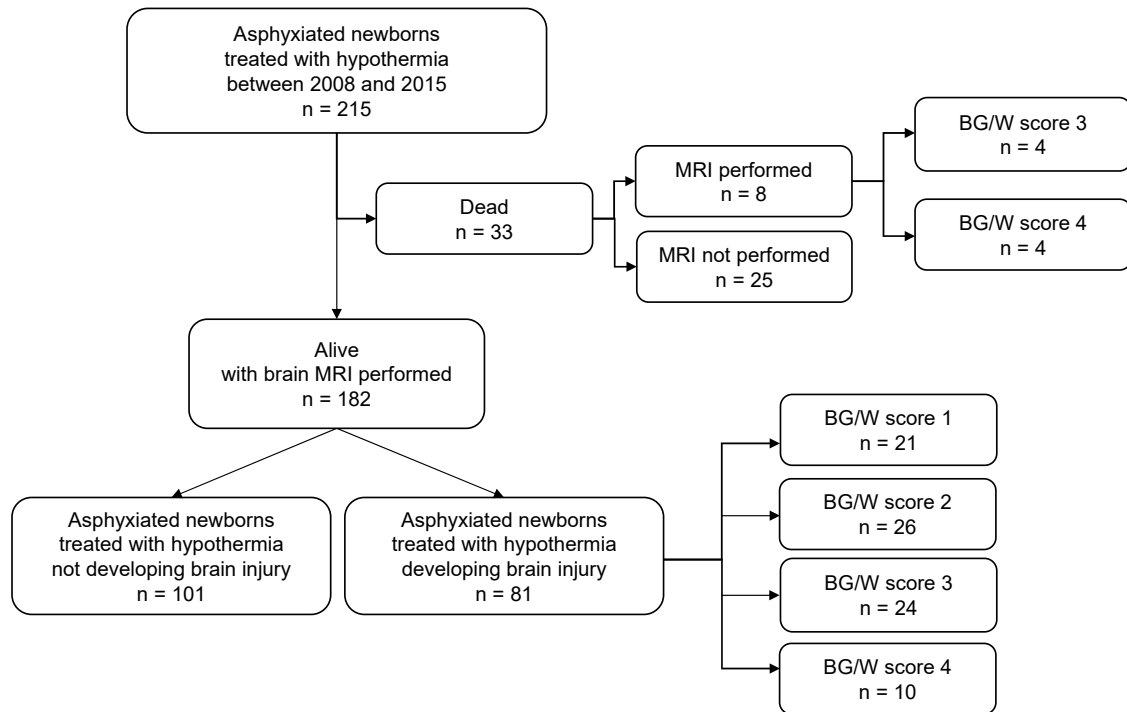 Asphyxiated newborns
treated with hypothermia
between 2008 and 2015
n = 215
Dead
n = 33
MRI performed
n = 8
MRI not performed
n = 25
BG/W score 3
n = 4
BG/W score 4
n = 4
Alive
with brain MRI performed
n = 182
Asphyxiated newborns
treated with hypothermia
not developing brain injury
n = 101
Asphyxiated newborns
treated with hypothermia
developing brain injury
n = 81
BG/W score 1
n = 21
BG/W score 2
n = 26
BG/W score 3
n = 24
BG/W score 4
n = 10